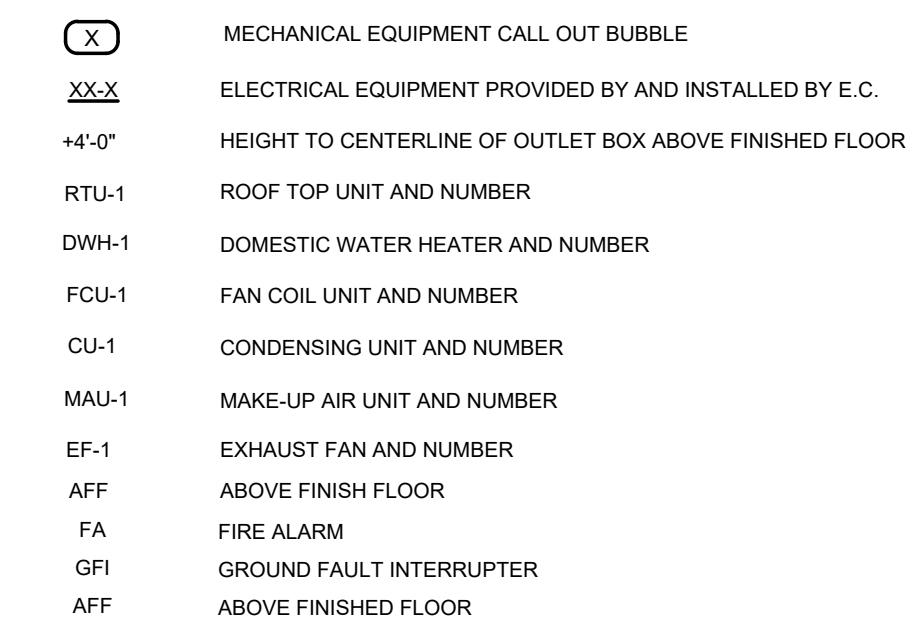 X MECHANICAL EQUIPMENT CALL OUT BUBBLE
XX-X ELECTRICAL EQUIPMENT PROVIDED BY AND INSTALLED BY E.C.
+4'-0" HEIGHT TO CENTERLINE OF OUTLET BOX ABOVE FINISHED FLOOR
RTU-1 ROOF TOP UNIT AND NUMBER
DWH-1 DOMESTIC WATER HEATER AND NUMBER
FCU-1 FAN COIL UNIT AND NUMBER
CU-1 CONDENSING UNIT AND NUMBER
MAU-1 MAKE-UP AIR UNIT AND NUMBER
EF-1 EXHAUST FAN AND NUMBER
AFF ABOVE FINISH FLOOR
FA FIRE ALARM
GFI GROUND FAULT INTERRUPTER
AFF ABOVE FINISHED FLOOR